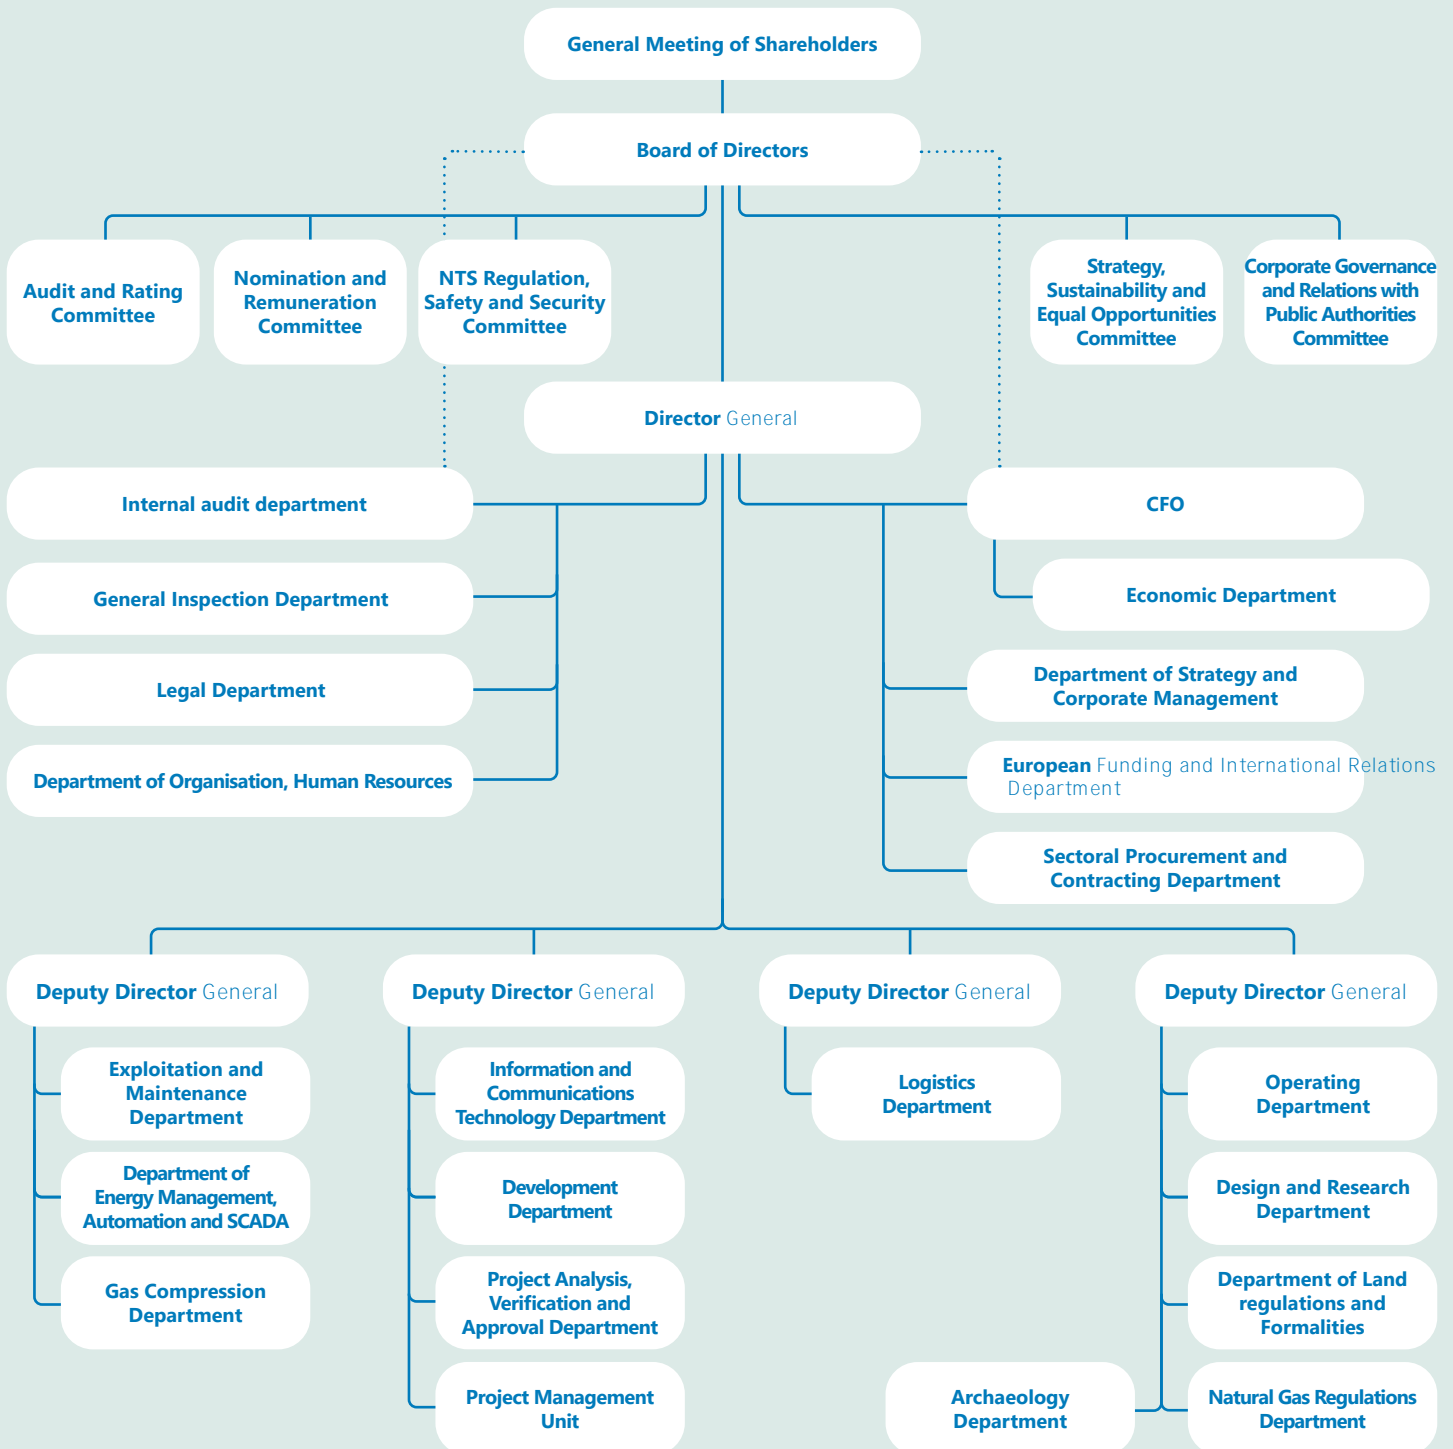 General Meeting of Shareholders
Board of Directors
Audit and Rating
Committee
Nomination and
Remuneration
Committee
NTS Regulation,
Safety and Security
Committee
Strategy,
Sustainability and
Equal Opportunities
Committee
Corporate Governance
and Relations with
Public Authorities
Committee
Director General
Internal audit department
CFO
General Inspection Department
Economic Department
Legal Department
Department of Strategy and
Corporate Management
Department of Organisation, Human Resources
European Funding and International Relations
Department
Sectoral Procurement and
Contracting Department
Deputy Director General
Deputy Director General
Deputy Director General
Deputy Director General
Exploitation and
Maintenance
Department
Department of
Energy Management,
Automation and SCADA
Gas Compression
Department
Information and
Communications
Technology Department
Development
Department
Project Analysis,
Verification and
Approval Department
Project Management
Unit
Logistics
Department
Operating
Department
Design and Research
Department
Department of Land
regulations and
Formalities
Archaeology
Department
Natural Gas Regulations
Department